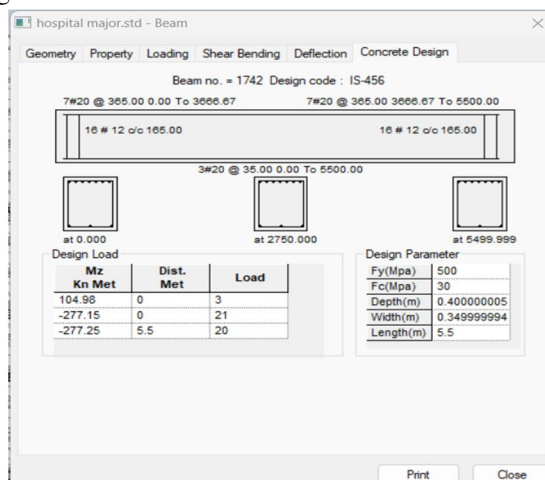 hospital major.std - Beam
Geometry Property Loading Shear Bending Deflection Concrete Design
Beam no. = 1742 Design code : IS-456
7#20 @ 365.00 0.00 To 3666.67 7#20 @ 365.00 3666.67 To 5500.00
16 # 12 c/c 165.00 16 # 12 c/c 165.00
3#20 @ 35.00 0.00 To 5500.00
at 0.000 at 2750.000 at 5499.999
Design Load
Mz Kn Met Dist. Met Load
104.98 0 3
-277.15 0 21
-277.25 5.5 20
Design Parameter
Fy(Mpa) 500
Fc(Mpa) 30
Depth(m) 0.400000005
Width(m) 0.349999994
Length(m) 5.5
Print Close